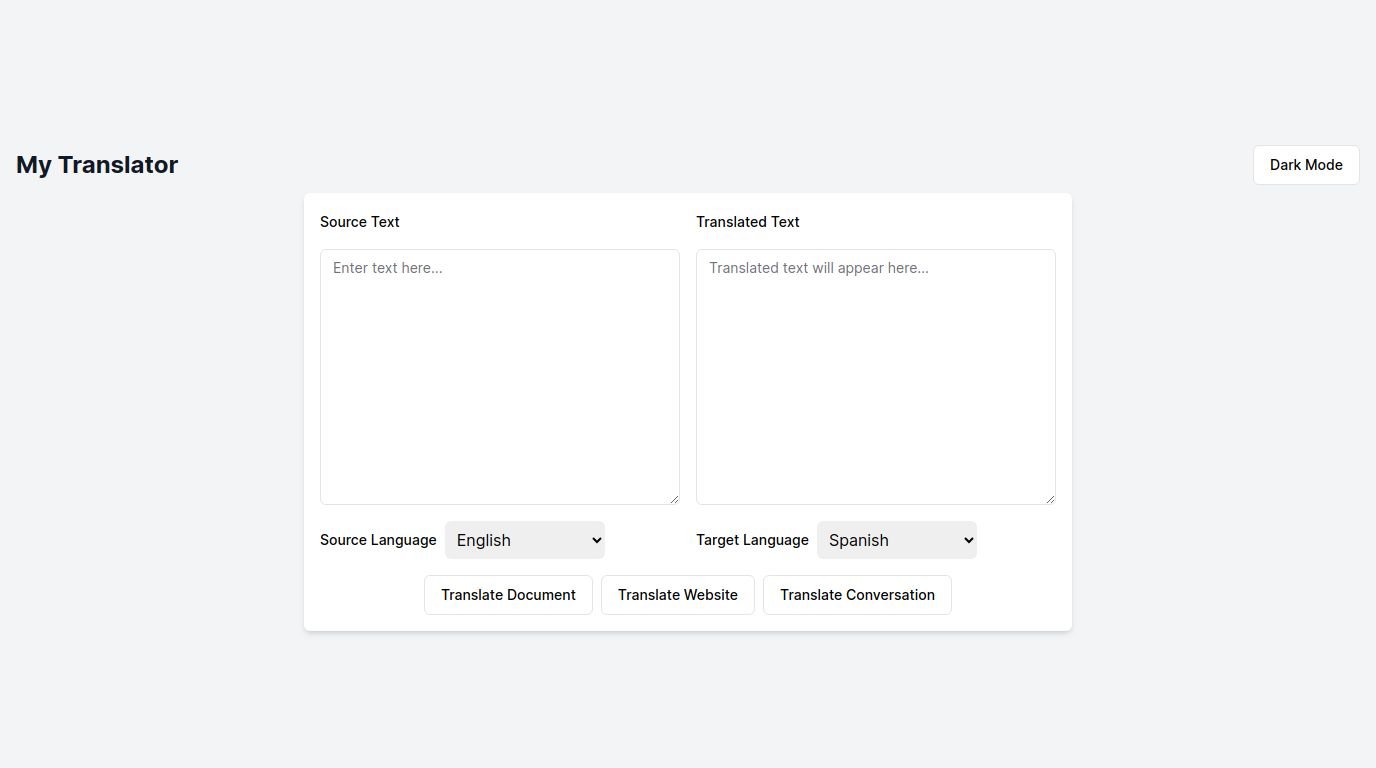 My Translator
Dark Mode
Source Text
Translated Text
Enter text here...
Translated text will appear here...
Source Language
English
Target Language
Spanish
Translate Document
Translate Website
Translate Conversation